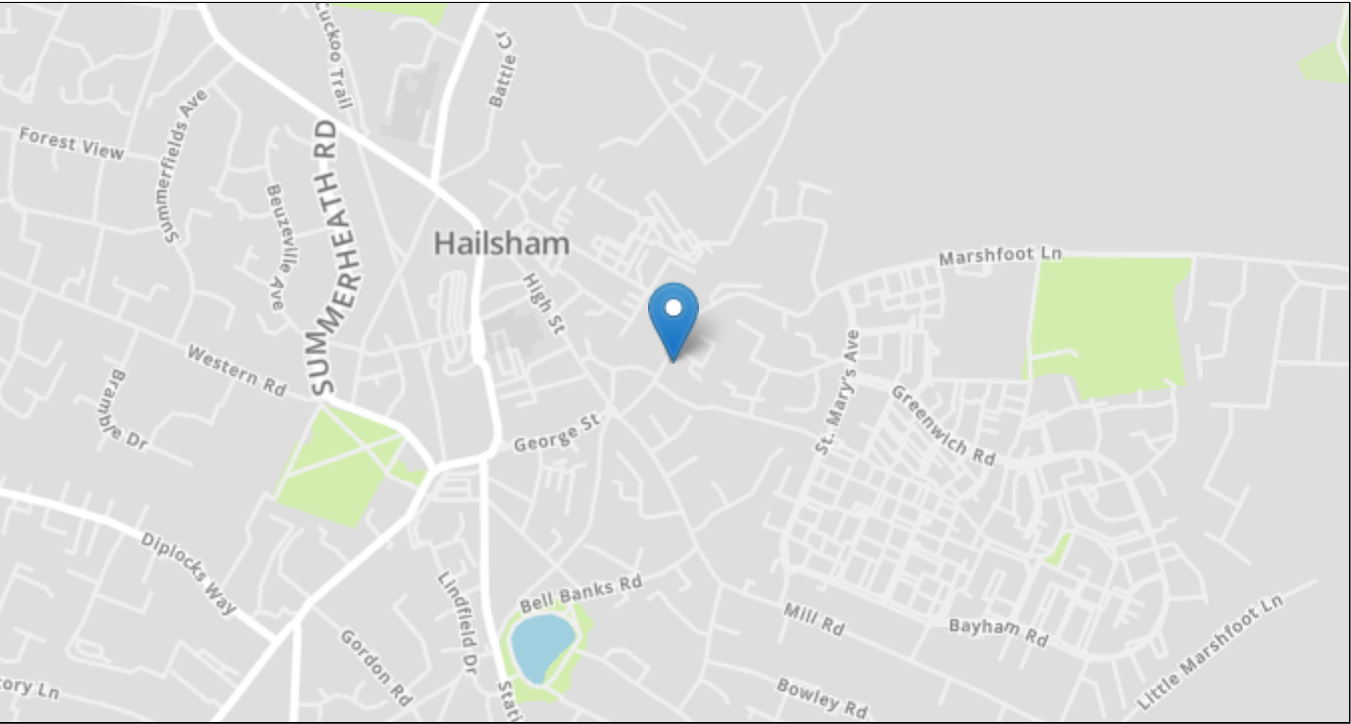 Cuckoo Trail
Battle Cr
Summerfields Ave
Forest View
SUMMERHEATH RD
Beuzeville Ave
Hailsham
Marshfoot Ln
High St
Western Rd
St. Mary's Ave
Bramble Dr
Greenwich Rd
George St
Diplocks Way
Lindfield Dr
Bell Banks Rd
Mill Rd
Bayham Rd
Little Marshfoot Ln
Gordon Rd
tory Ln
Stati
Bowley Rd